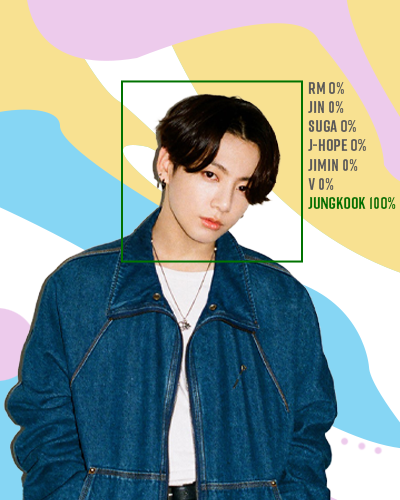 RM 0%
JIN 0%
SUGA 0%
J-HOPE 0%
JIMIN 0%
V 0%
JUNGKOOK 100%